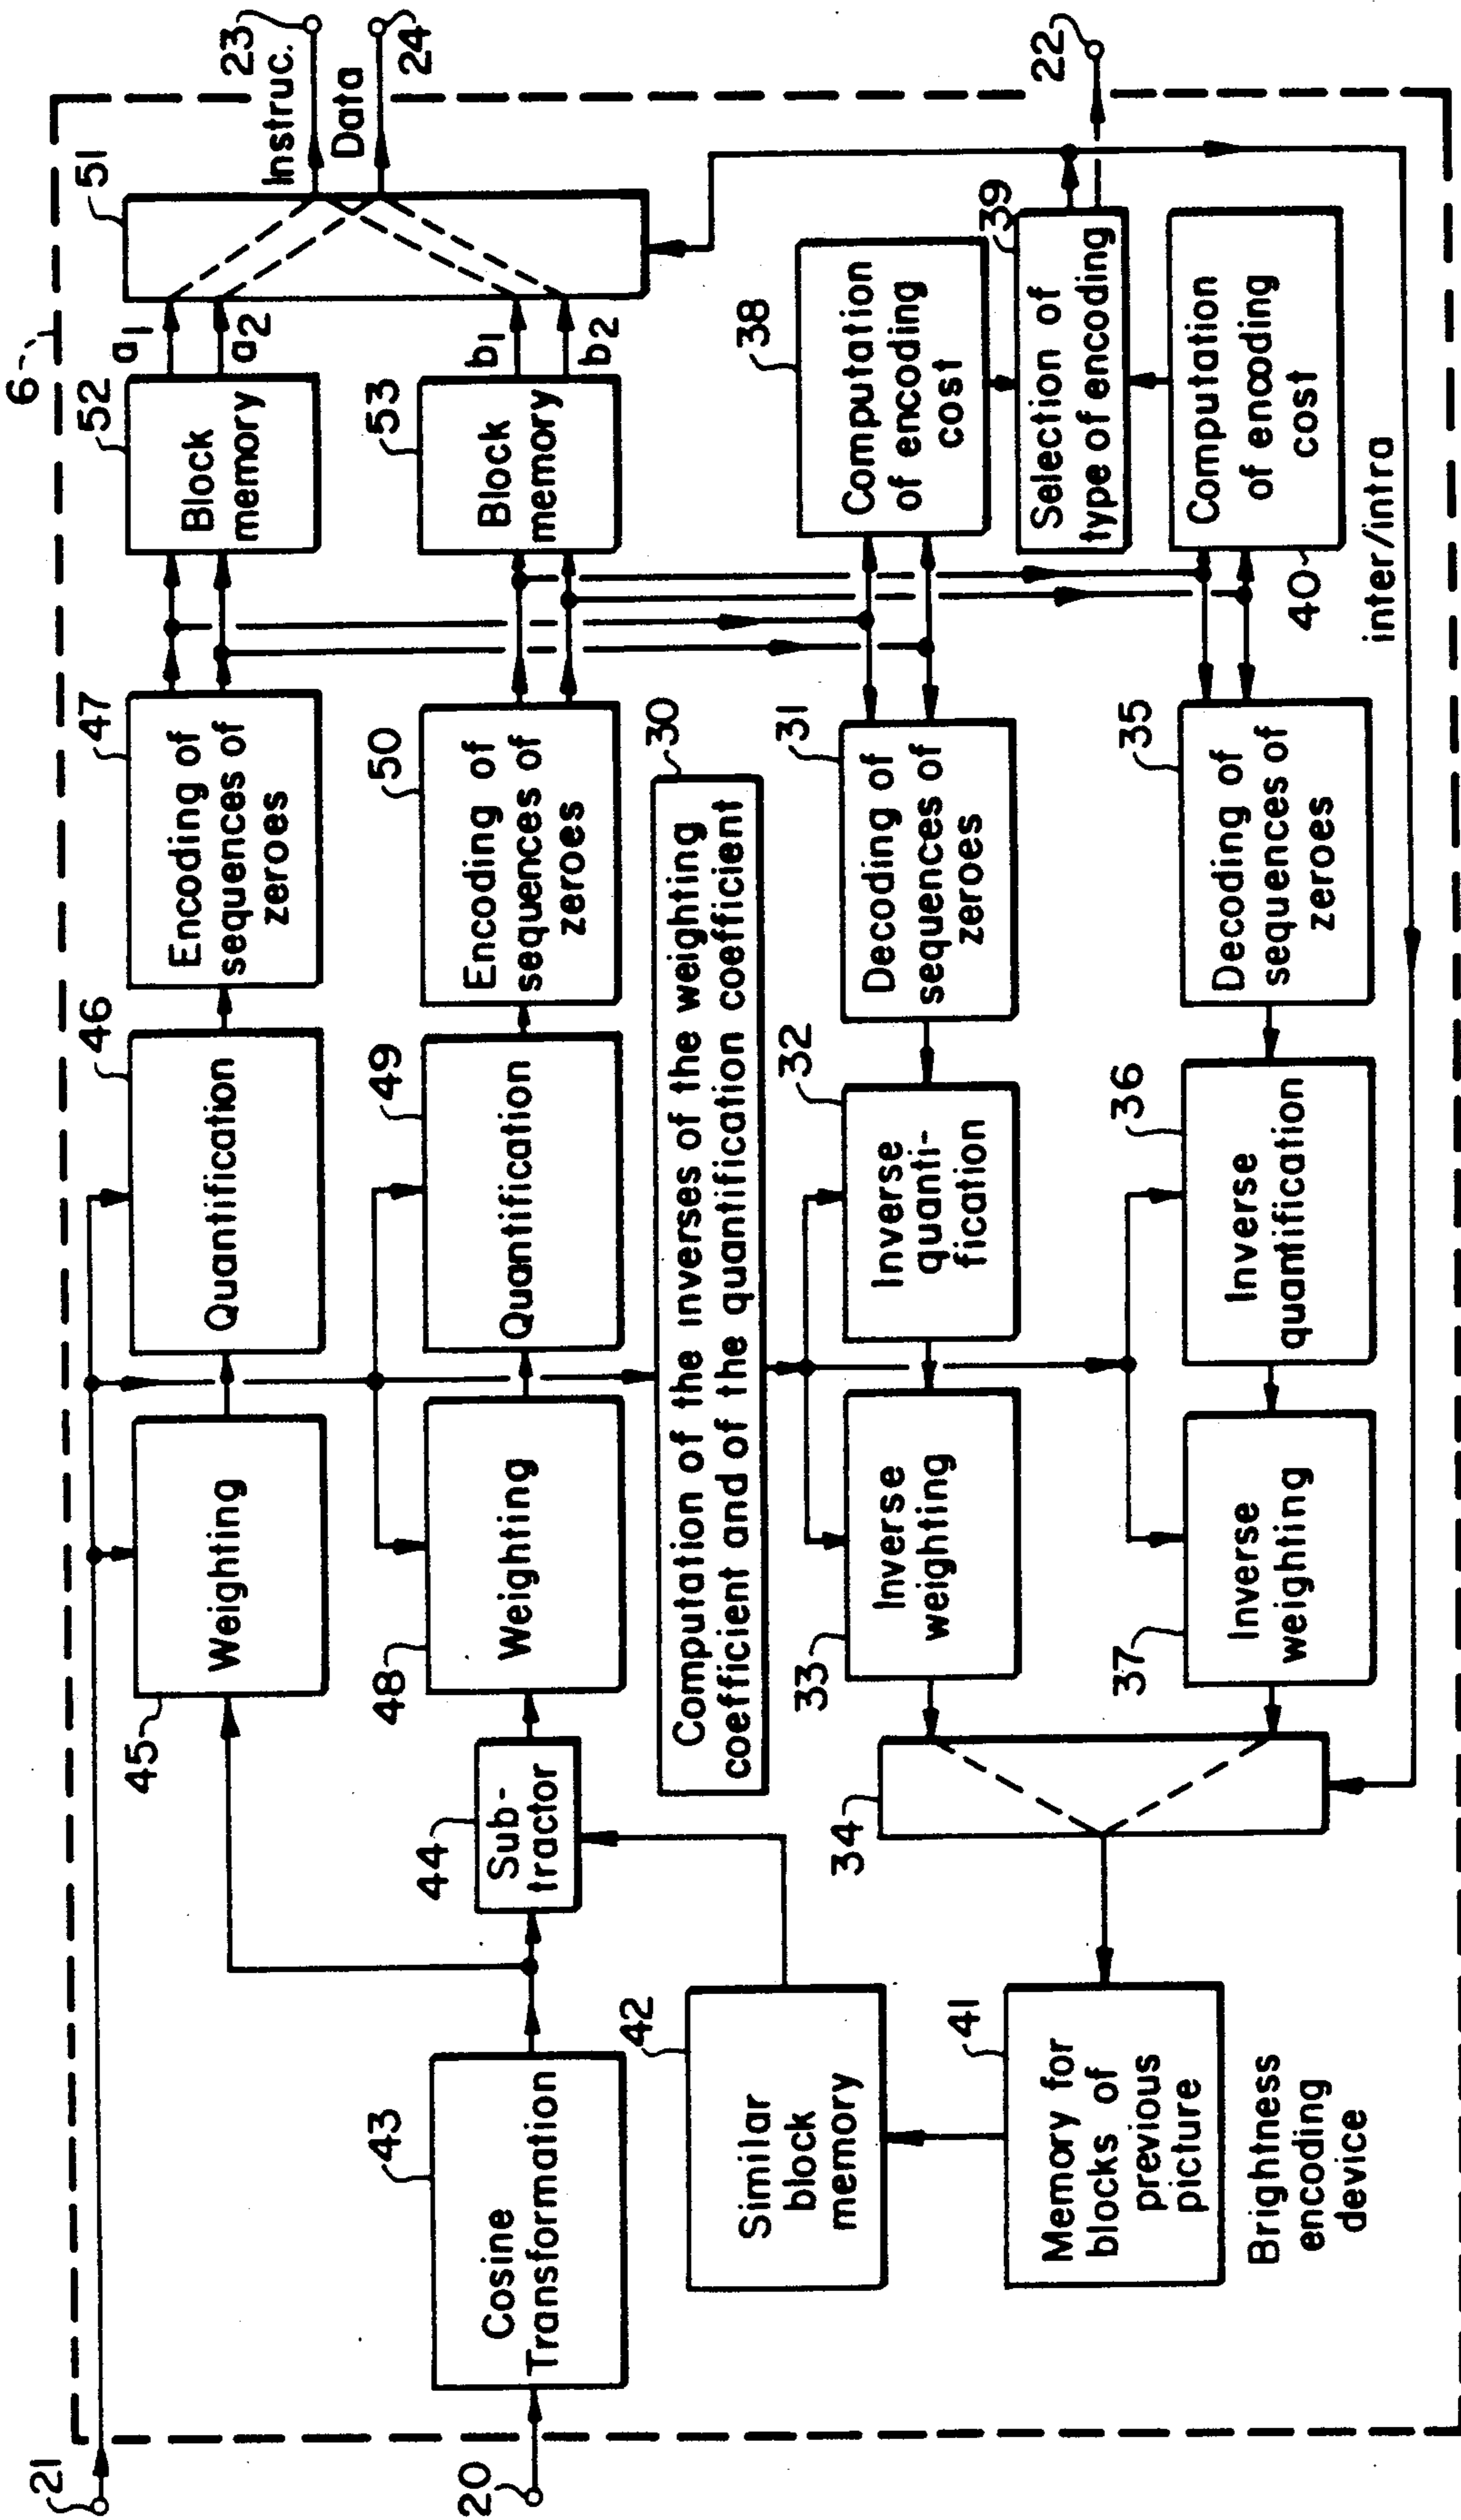 6
21
20
45
Weighting
46
Quantification
47
Encoding of
sequences of
zeroes
52
Block
memory
a1
a2
51
Instruc.
23
Data
24
43
Cosine
Transformation
44
Sub-
tractor
48
Weighting
49
Quantification
50
Encoding of
sequences of
zeroes
53
Block
memory
b1
b2
30
Computation of the inverses of the weighting
coefficient and of the quantification coefficient
42
Similar
block
memory
34
33
Inverse
weighting
32
Inverse
quanti-
fication
31
Decoding of
sequences of
zeroes
38
Computation
of encoding
cost
39
Selection of
type of encoding
22
41
Memory for
blocks of
previous
picture
37
Inverse
weighting
36
Inverse
quantification
35
Decoding of
sequences of
zeroes
40
Computation
of encoding
cost
inter/intra
Brightness
encoding
device